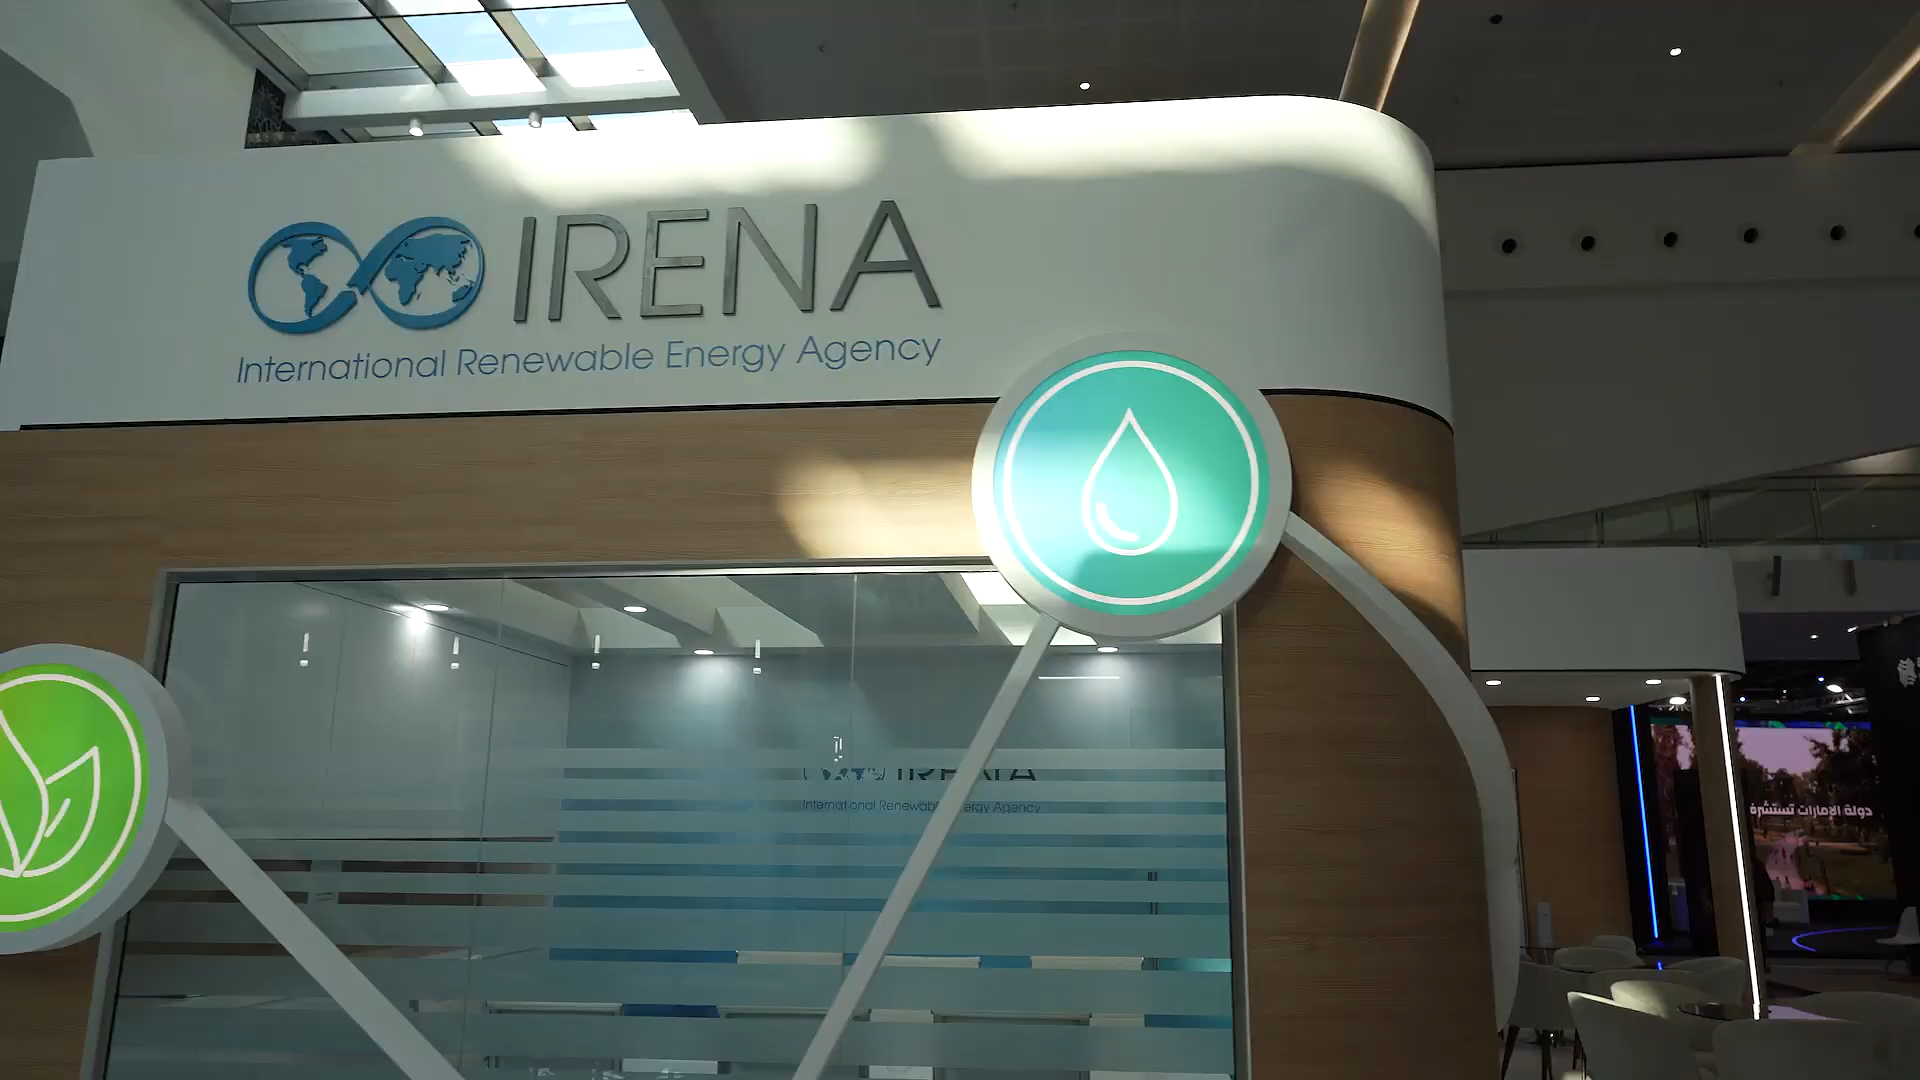 IRENA
International Renewable Energy Agency
IRENA
International Renewable Energy Agency
دولة الإمارات تستشرف